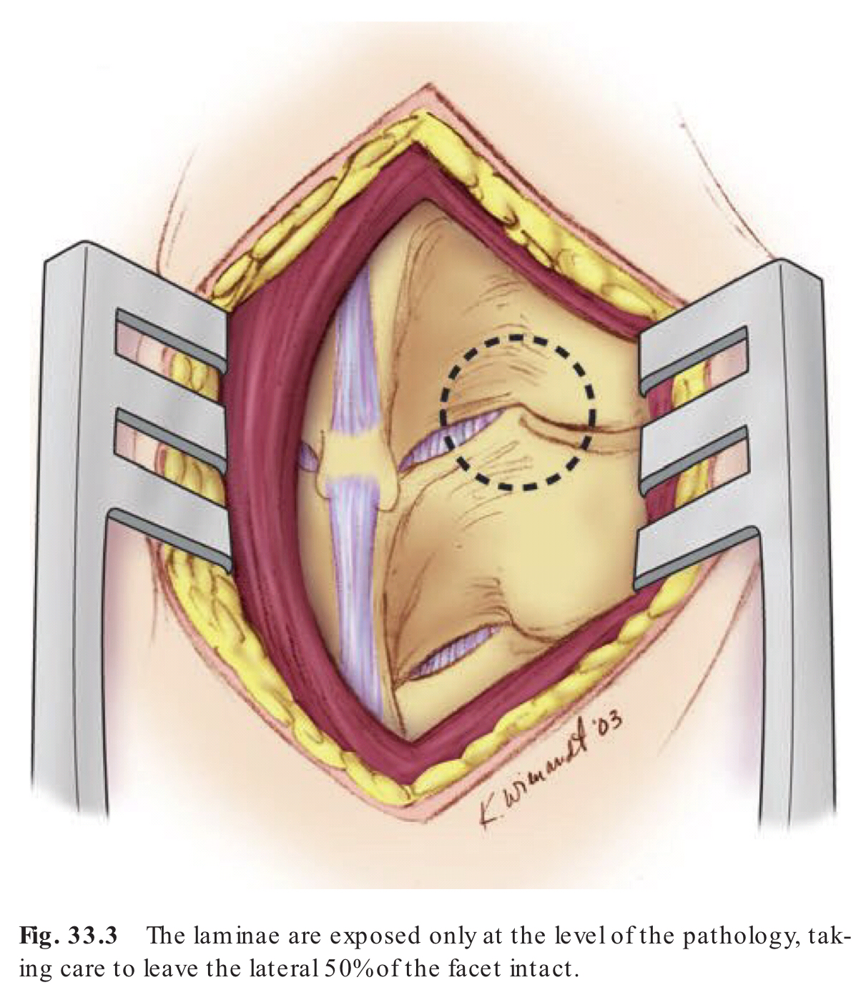 K. Wiemandt '03
Fig. 33.3 The laminae are exposed only at the level of the pathology, tak-
ing care to leave the lateral 50% of the facet intact.